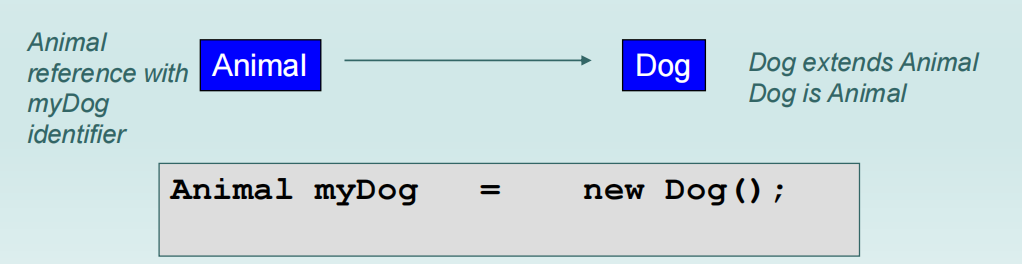 Animal
reference with
myDog
identifier
Animal
Dog
Dog extends Animal
Dog is Animal
Animal myDog = new Dog();